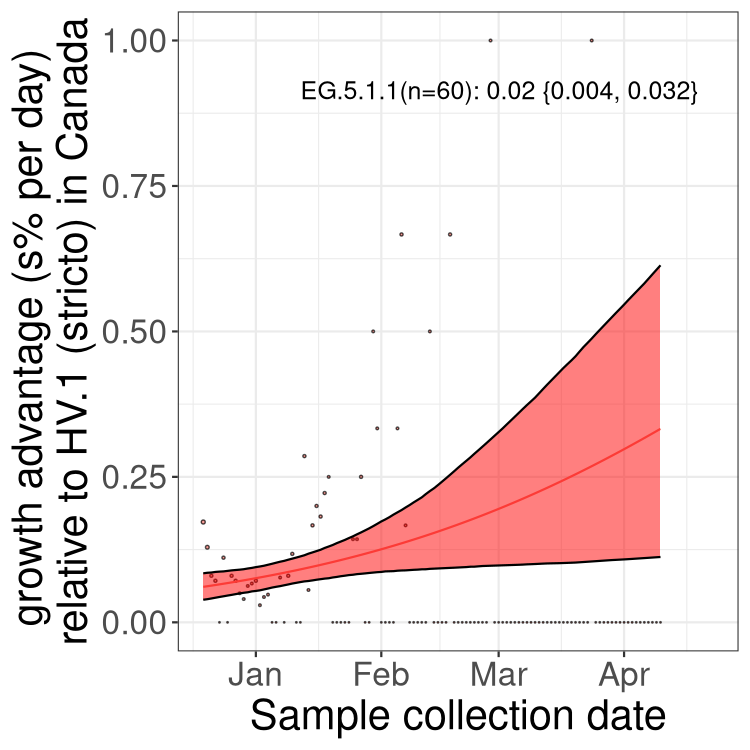 growth advantage (s% per day)
relative to HV.1 (stricto) in Canada
1.00
0.75
0.50
0.25
0.00
EG.5.1.1(n=60): 0.02 {0.004, 0.032}
Jan Feb Mar Apr
Sample collection date